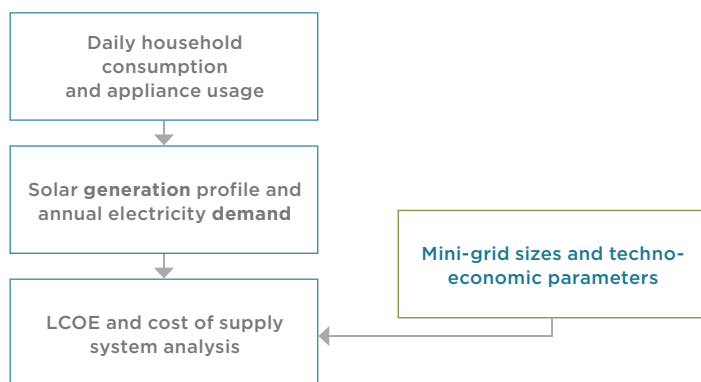 Daily household
consumption
and appliance usage
Solar generation profile and
annual electricity demand
Mini-grid sizes and techno-
economic parameters
LCOE and cost of supply
system analysis